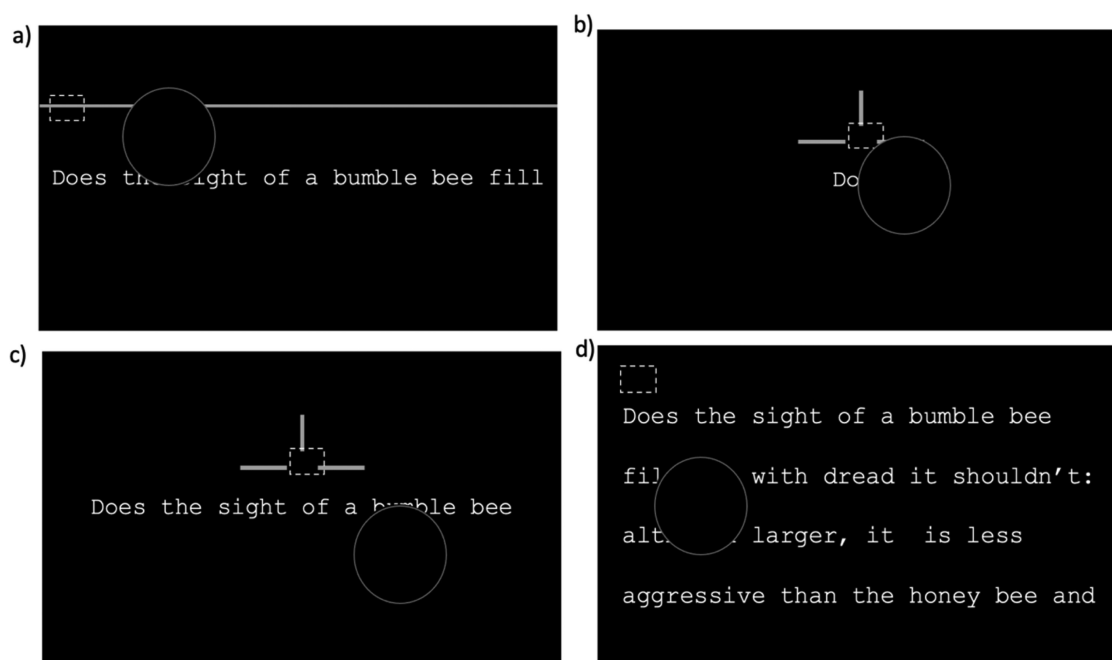 a)
Does the sight of a bumble bee fill
b)
Do
c)
Does the sight of a bumble bee
d)
Does the sight of a bumble bee
with dread it shouldn’t:
larger, it is less
aggressive than the honey bee and